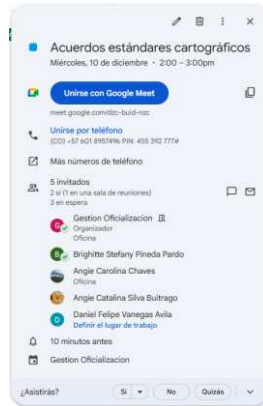 Acuerdos estándares cartográficos
Miércoles, 10 de diciembre • 2:00 – 3:00pm
Unirse con Google Meet
meet.google.com/dzc-buid-nzc
Unirse por teléfono
(CO) +57 601 8957496 PIN: 455 392 777#
Más números de teléfono
5 invitados
2 sí (1 en una sala de reuniones)
3 en espera
Gestion Oficializacion
Organizador
Oficina
Brighitte Stefany Pineda Pardo
Angie Carolina Chaves
Oficina
Angie Catalina Silva Buitrago
Daniel Felipe Vanegas Avila
Definir el lugar de trabajo
10 minutos antes
Gestion Oficializacion
¿Asistirás?
Sí
No
Quizás